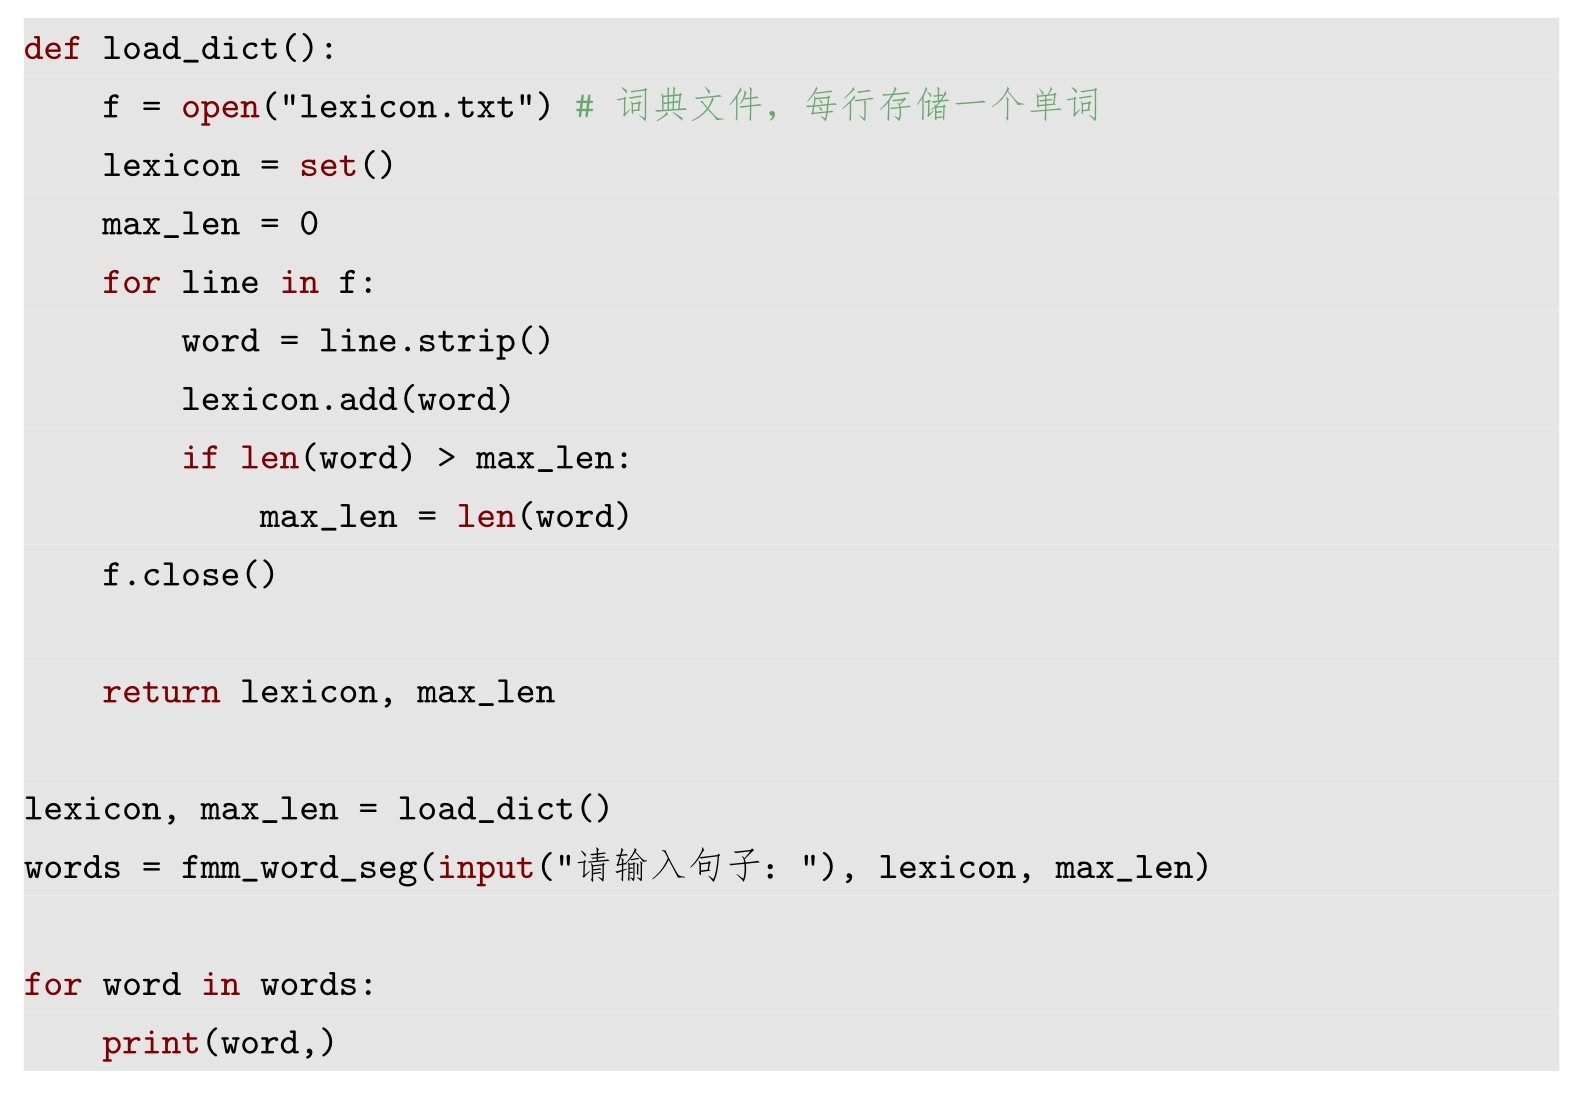 def load_dict():
    f = open("lexicon.txt") # 词典文件，每行存储一个单词
    lexicon = set()
    max_len = 0
    for line in f:
        word = line.strip()
        lexicon.add(word)
        if len(word) > max_len:
            max_len = len(word)
    f.close()

    return lexicon, max_len

lexicon, max_len = load_dict()
words = fmm_word_seg(input("请输入句子："), lexicon, max_len)

for word in words:
    print(word,)